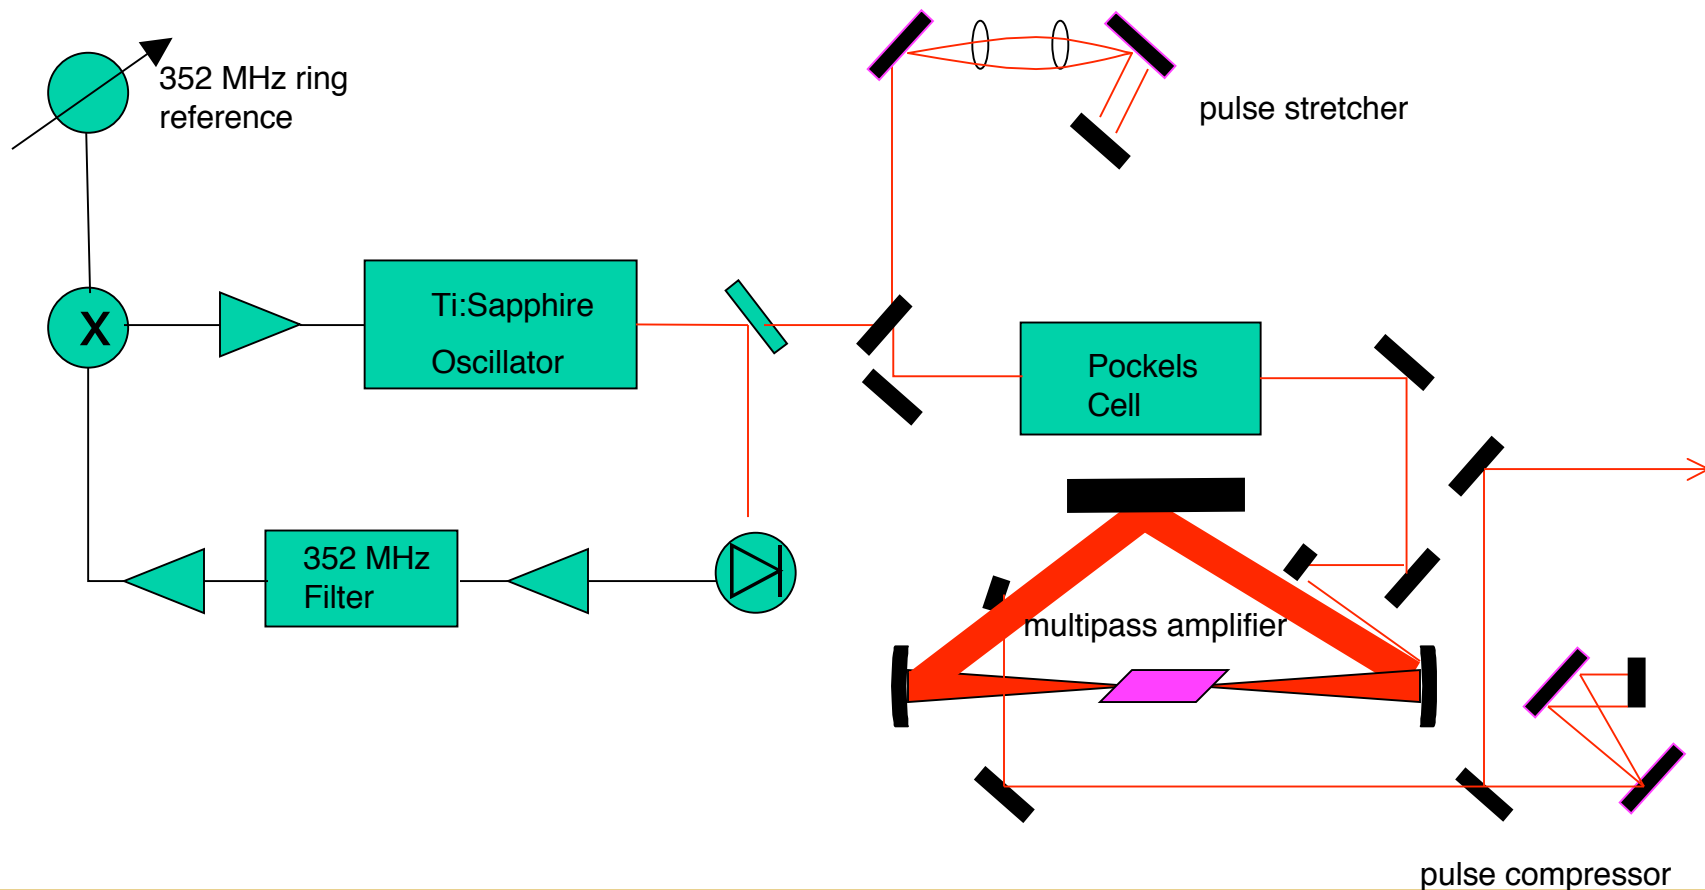 352 MHz ring
reference
pulse stretcher
X
Ti:Sapphire
Oscillator
Pockels
Cell
352 MHz
Filter
multipass amplifier
pulse compressor